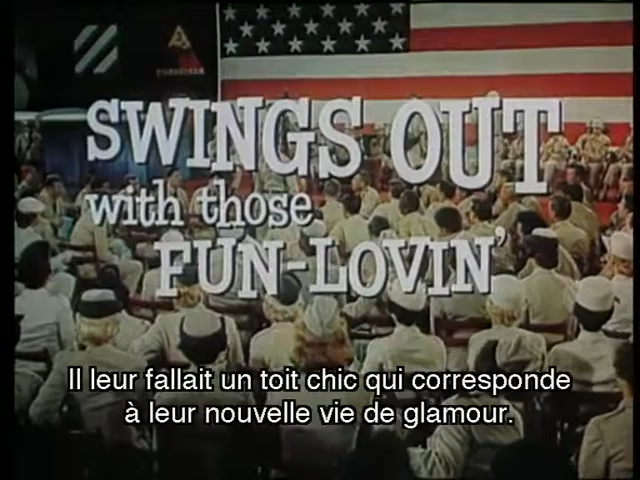 SWINGS OUT
with those
FUN-LOVIN'
Il leur fallait un toit chic qui corresponde
à leur nouvelle vie de glamour.